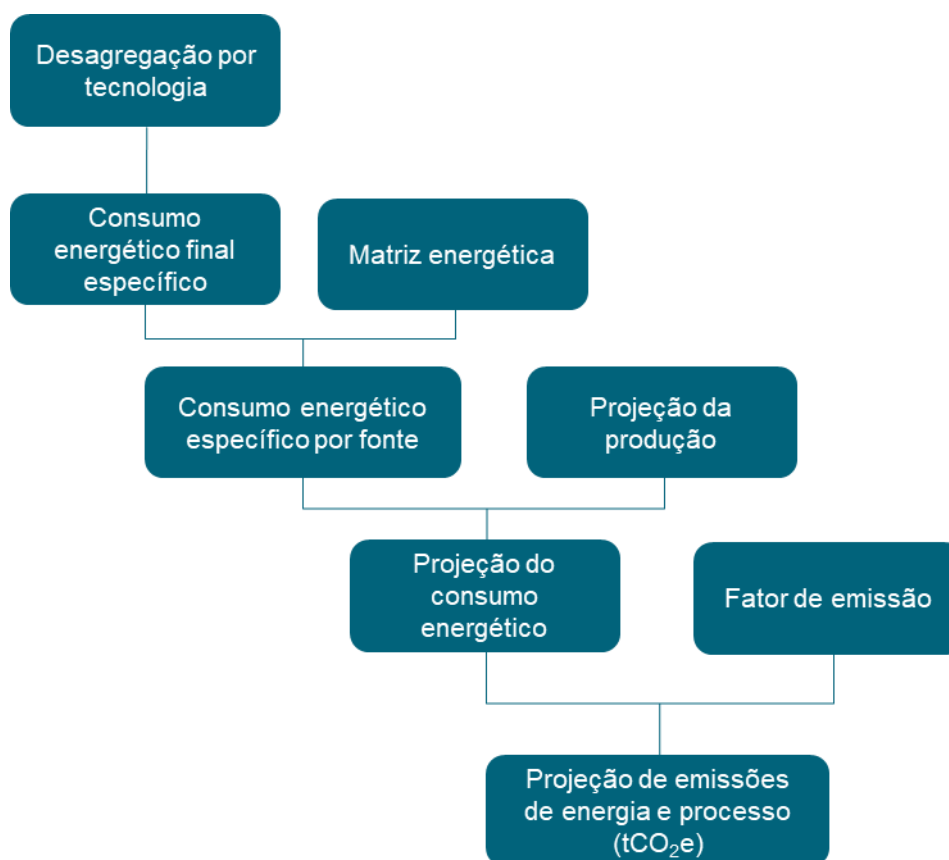 Desagregação por
tecnologia
Consumo
energético final
específico
Matriz energética
Consumo energético
específico por fonte
Projeção da
produção
Projeção do
consumo
energético
Fator de emissão
Projeção de emissões
de energia e processo
(tCO₂e)